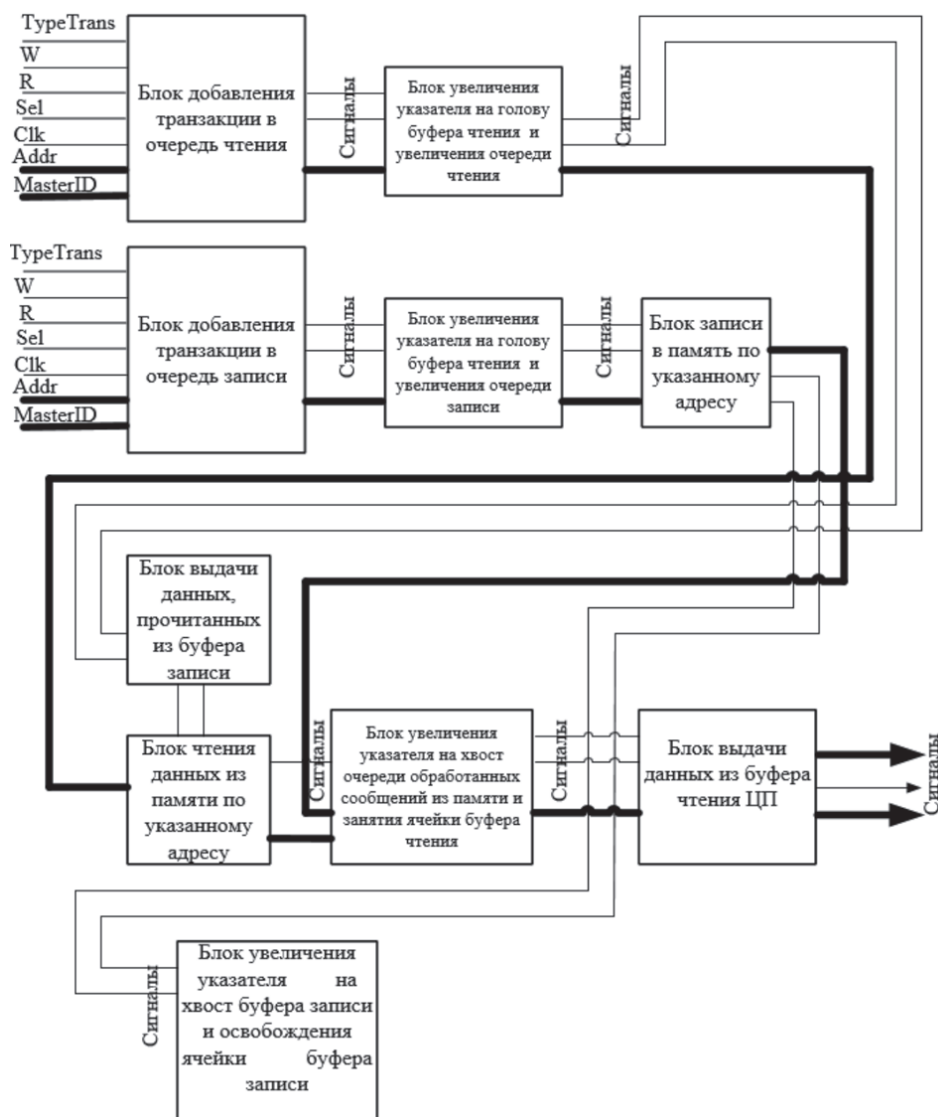 TypeTrans
W
R
Sel
Clk
Addr
MasterID
Блок добавления
транзакции в
очередь чтения
Сигналы
Блок увеличения
указателя на голову
буфера чтения и
увеличения очереди
чтения
Сигналы
TypeTrans
W
R
Sel
Clk
Addr
MasterID
Блок добавления
транзакции в
очередь записи
Сигналы
Блок увеличения
указателя на голову
буфера чтения и
увеличения очереди
записи
Сигналы
Блок записи
в память по
указанному
адресу
Блок выдачи
данных,
прочитанных
из буфера
записи
Блок чтения
данных из
памяти по
указанному
адресу
Сигналы
Блок увеличения
указателя на хвост
очереди обработанных
сообщений из памяти и
занятия ячейки буфера
чтения
Сигналы
Блок выдачи
данных из буфера
чтения ЦП
Сигналы
Сигналы
Блок увеличения
указателя на
хвост буфера записи
и освобождения
ячейки буфера
записи